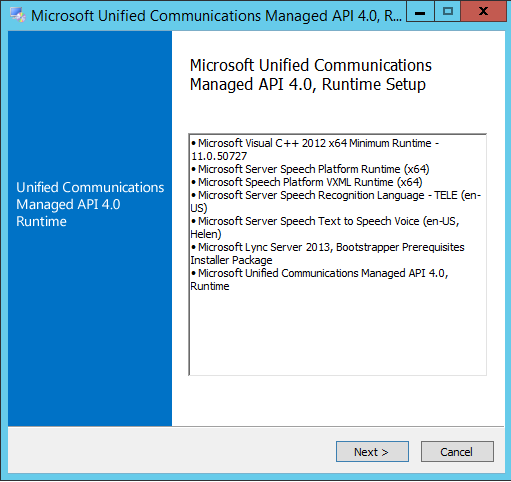 Microsoft Unified Communications Managed API 4.0, R...
Microsoft Unified Communications
Managed API 4.0, Runtime Setup
Unified Communications
Managed API 4.0
Runtime
• Microsoft Visual C++ 2012 x64 Minimum Runtime -
11.0.50727
• Microsoft Server Speech Platform Runtime (x64)
• Microsoft Speech Platform VXML Runtime (x64)
• Microsoft Server Speech Recognition Language - TELE (en-
US)
• Microsoft Server Speech Text to Speech Voice (en-US,
Helen)
• Microsoft Lync Server 2013, Bootstrapper Prerequisites
Installer Package
• Microsoft Unified Communications Managed API 4.0,
Runtime
Next >
Cancel